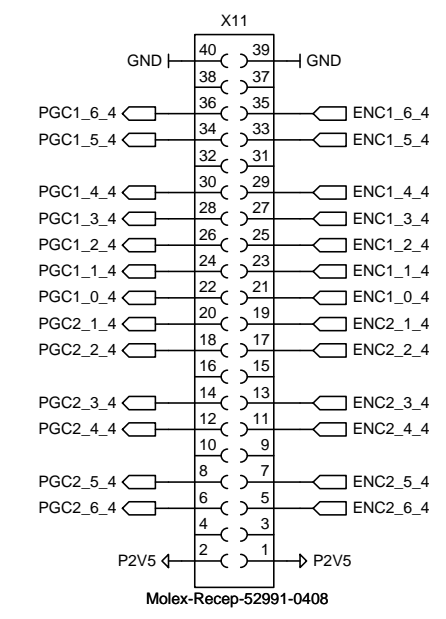 X11
GND 40 39 GND
38 37
PGC1_6_4 36 35 ENC1_6_4
PGC1_5_4 34 33 ENC1_5_4
32 31
PGC1_4_4 30 29 ENC1_4_4
PGC1_3_4 28 27 ENC1_3_4
PGC1_2_4 26 25 ENC1_2_4
PGC1_1_4 24 23 ENC1_1_4
PGC1_0_4 22 21 ENC1_0_4
PGC2_1_4 20 19 ENC2_1_4
PGC2_2_4 18 17 ENC2_2_4
16 15
PGC2_3_4 14 13 ENC2_3_4
PGC2_4_4 12 11 ENC2_4_4
10 9
PGC2_5_4 8 7 ENC2_5_4
PGC2_6_4 6 5 ENC2_6_4
4 3
P2V5 2 1 P2V5
Molex-Recep-52991-0408